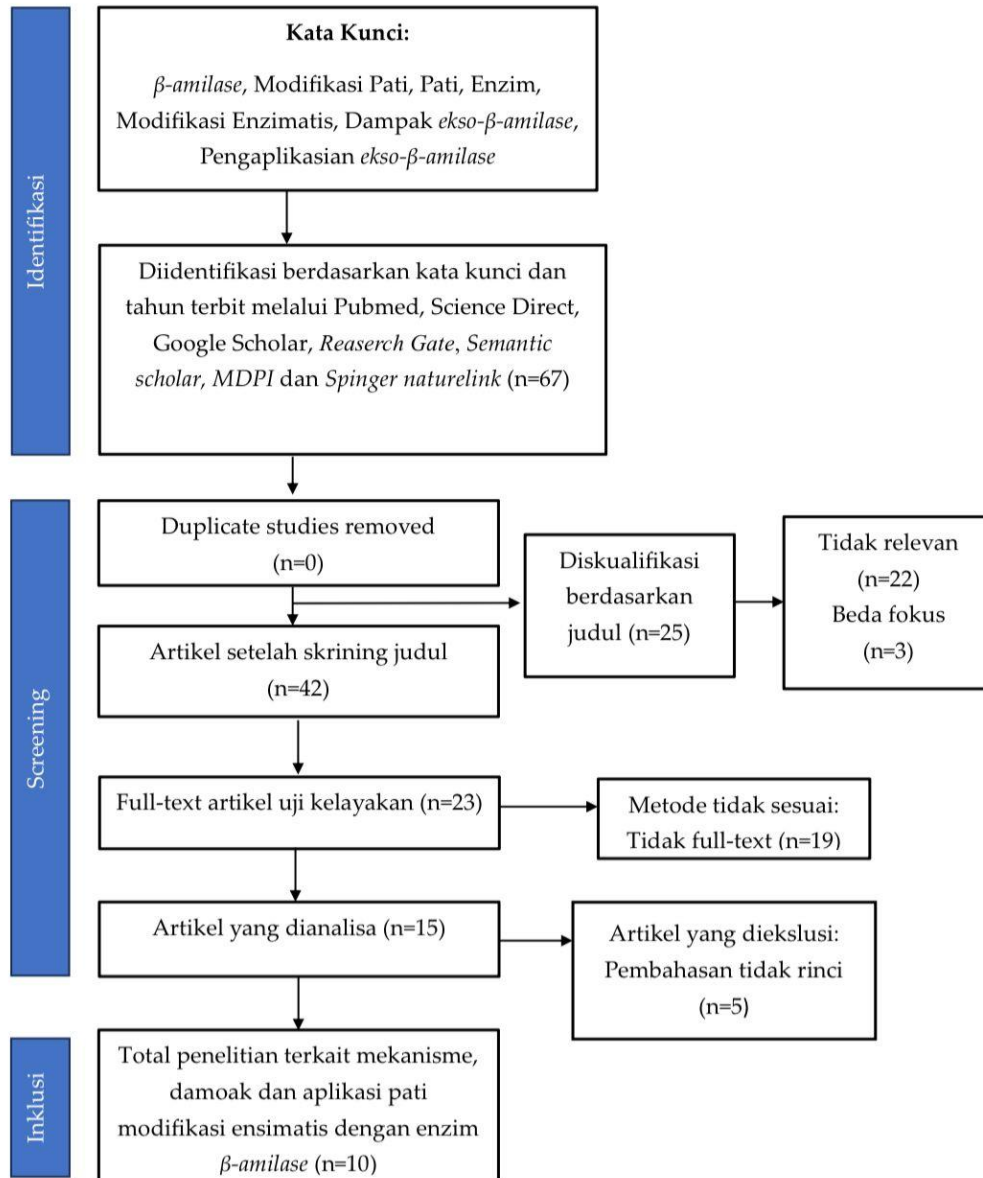 Identifikasi
Kata Kunci:
β-amilase, Modifikasi Pati, Pati, Enzim,
Modifikasi Enzimatis, Dampak ekso-β-amilase,
Pengaplikasian ekso-β-amilase
Diidentifikasi berdasarkan kata kunci dan
tahun terbit melalui Pubmed, Science Direct,
Google Scholar, Reaserch Gate, Semantic
scholar, MDPI dan Spinger naturelink (n=67)
Screening
Duplicate studies removed
(n=0)
Diskualifikasi
berdasarkan
judul (n=25)
Tidak relevan
(n=22)
Beda fokus
(n=3)
Artikel setelah skrining judul
(n=42)
Full-text artikel uji kelayakan (n=23)
Metode tidak sesuai:
Tidak full-text (n=19)
Artikel yang dianalisa (n=15)
Artikel yang diekslusi:
Pembahasan tidak rinci
(n=5)
Inklusi
Total penelitian terkait mekanisme,
damoak dan aplikasi pati
modifikasi ensimatis dengan enzim
β-amilase (n=10)